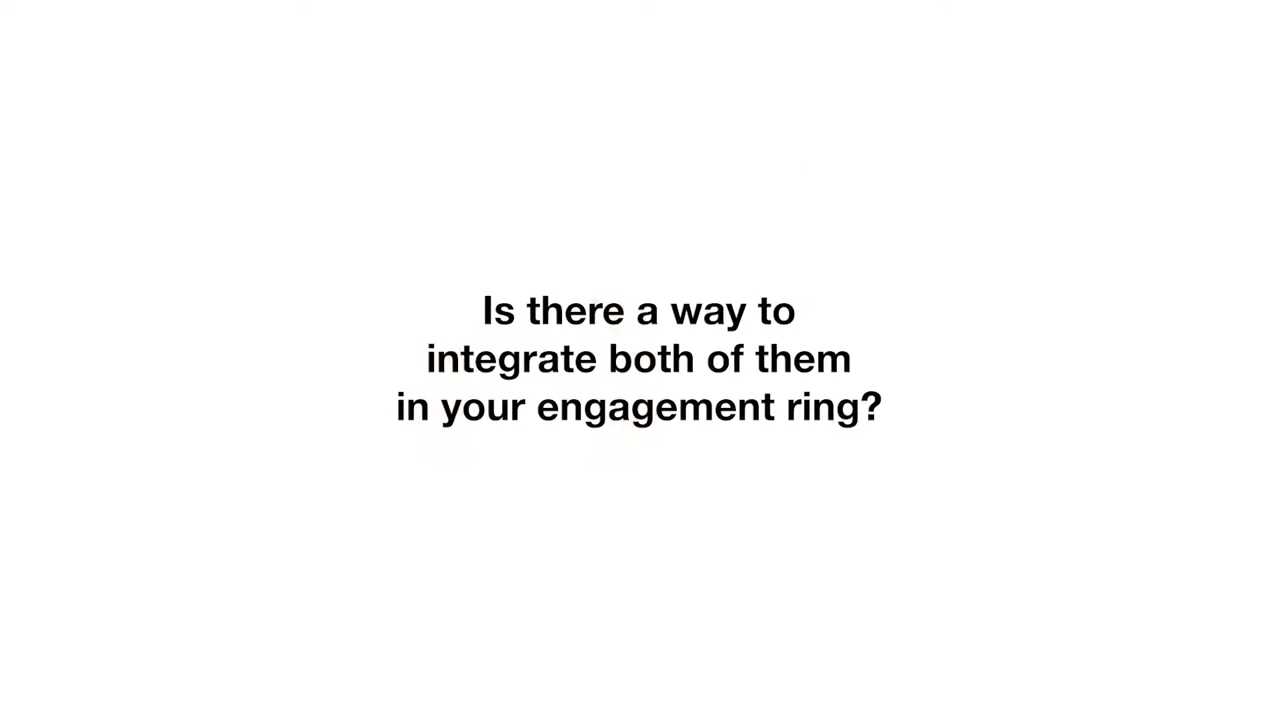 Is there a way to
integrate both of them
in your engagement ring?